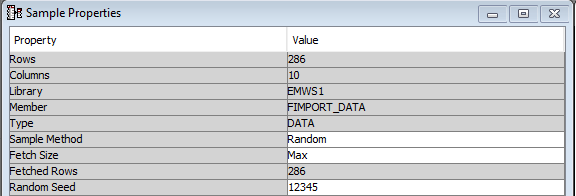 Sample Properties
Property Value
Rows 286
Columns 10
Library EMWS1
Member FIMPORT_DATA
Type DATA
Sample Method Random
Fetch Size Max
Fetched Rows 286
Random Seed 12345